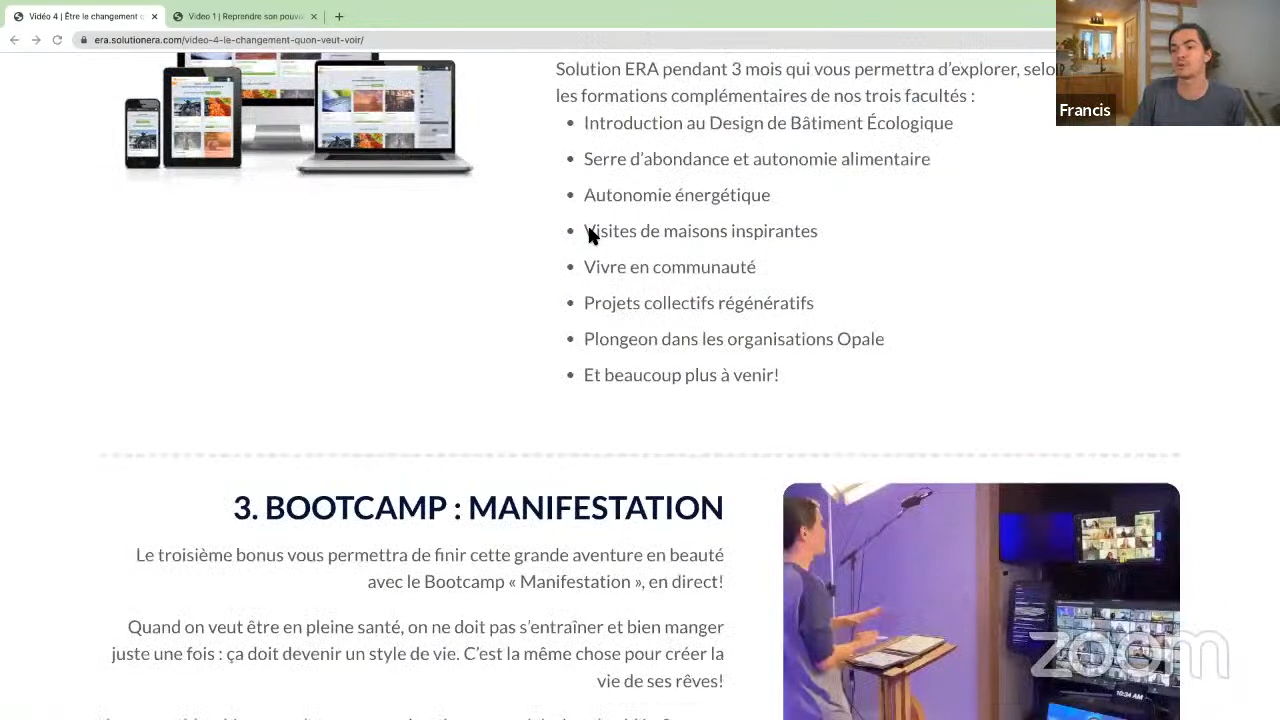 Vidéo 4 | Être le changement
Video 1 | Reprendre son pouvo
era.solutionera.com/video-4-le-changement-quon-veut-voir/
Francis
Solution ERA pendant 3 mois qui vous permettra d'explorer, selo
les formations complémentaires de nos trois facultés :
• Introduction au Design de Bâtiment Écologique
• Serre d'abondance et autonomie alimentaire
• Autonomie énergétique
• Visites de maisons inspirantes
• Vivre en communauté
• Projets collectifs régénératifs
• Plongeon dans les organisations Opale
• Et beaucoup plus à venir!
3. BOOTCAMP : MANIFESTATION
Le troisième bonus vous permettra de finir cette grande aventure en beauté
avec le Bootcamp « Manifestation », en direct!
Quand on veut être en pleine santé, on ne doit pas s'entraîner et bien manger
juste une fois : ça doit devenir un style de vie. C'est la même chose pour créer la
vie de ses rêves!
zoom
10:34 AM